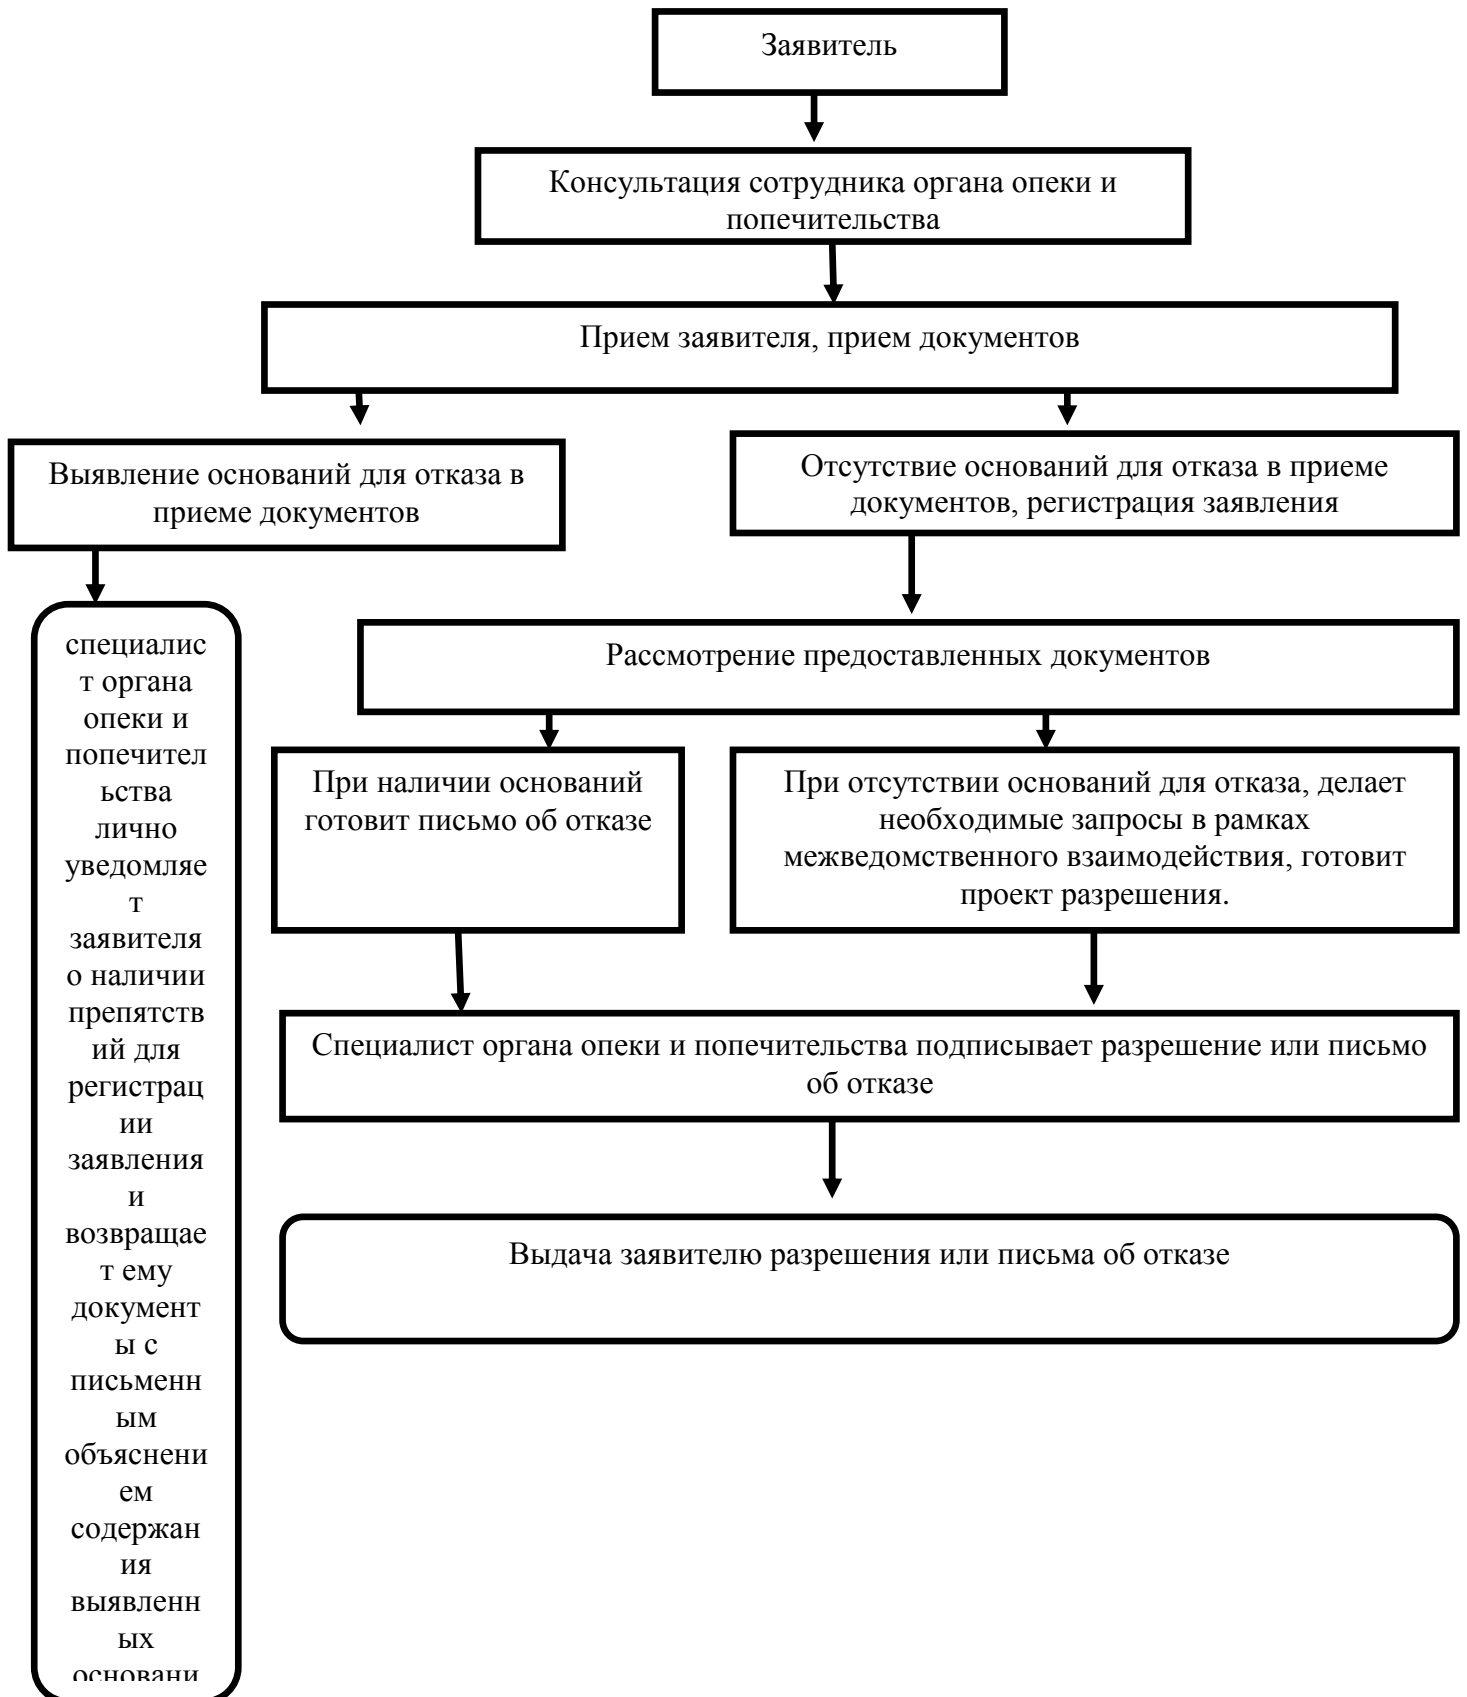 Заявитель
Консультация сотрудника органа опеки и
попечительства
Прием заявителя, прием документов
Выявление оснований для отказа в
приеме документов
Отсутствие оснований для отказа в приеме
документов, регистрация заявления
специалис
т органа
опеки и
попечител
ьства
лично
уведомляе
т
заявителя
о наличии
препятств
ий для
регистрац
ии
заявления
и
возвращае
т ему
документ
ы с
письменн
ым
объяснени
ем
содержан
ия
выявленн
ых
основани
Рассмотрение предоставленных документов
При наличии оснований
готовит письмо об отказе
При отсутствии оснований для отказа, делает
необходимые запросы в рамках
межведомственного взаимодействия, готовит
проект разрешения.
Специалист органа опеки и попечительства подписывает разрешение или письмо
об отказе
Выдача заявителю разрешения или письма об отказе